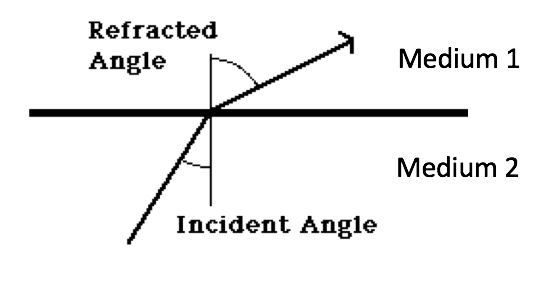 Refracted
Angle
Medium 1
Medium 2
Incident Angle